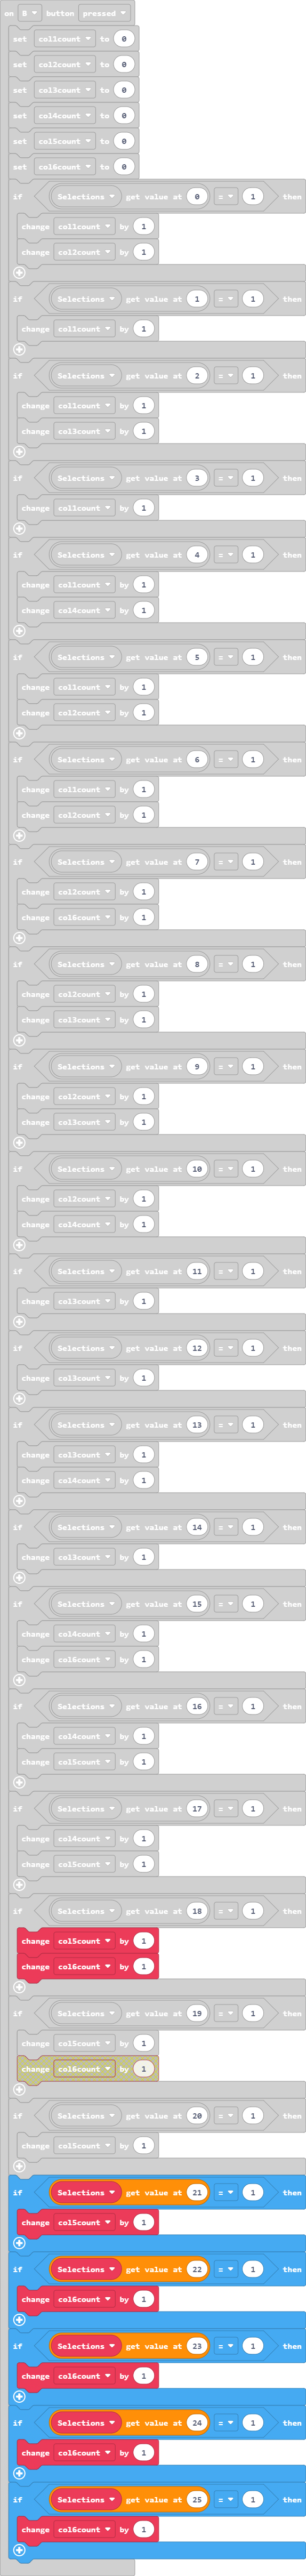 on B button pressed
set col1count to 0
set col2count to 0
set col3count to 0
set col4count to 0
set col5count to 0
set col6count to 0
if Selections get value at 0 = 1 then
change col1count by 1
change col2count by 1
if Selections get value at 1 = 1 then
change col1count by 1
if Selections get value at 2 = 1 then
change col1count by 1
change col3count by 1
if Selections get value at 3 = 1 then
change col1count by 1
if Selections get value at 4 = 1 then
change col1count by 1
change col4count by 1
if Selections get value at 5 = 1 then
change col1count by 1
change col2count by 1
if Selections get value at 6 = 1 then
change col1count by 1
change col2count by 1
if Selections get value at 7 = 1 then
change col2count by 1
change col6count by 1
if Selections get value at 8 = 1 then
change col2count by 1
change col3count by 1
if Selections get value at 9 = 1 then
change col2count by 1
change col3count by 1
if Selections get value at 10 = 1 then
change col2count by 1
change col4count by 1
if Selections get value at 11 = 1 then
change col3count by 1
if Selections get value at 12 = 1 then
change col3count by 1
if Selections get value at 13 = 1 then
change col3count by 1
change col4count by 1
if Selections get value at 14 = 1 then
change col3count by 1
if Selections get value at 15 = 1 then
change col4count by 1
change col6count by 1
if Selections get value at 16 = 1 then
change col4count by 1
change col5count by 1
if Selections get value at 17 = 1 then
change col4count by 1
change col5count by 1
if Selections get value at 18 = 1 then
change col5count by 1
change col6count by 1
if Selections get value at 19 = 1 then
change col5count by 1
change col6count by 1
if Selections get value at 20 = 1 then
change col5count by 1
if Selections get value at 21 = 1 then
change col5count by 1
if Selections get value at 22 = 1 then
change col6count by 1
if Selections get value at 23 = 1 then
change col6count by 1
if Selections get value at 24 = 1 then
change col6count by 1
if Selections get value at 25 = 1 then
change col6count by 1